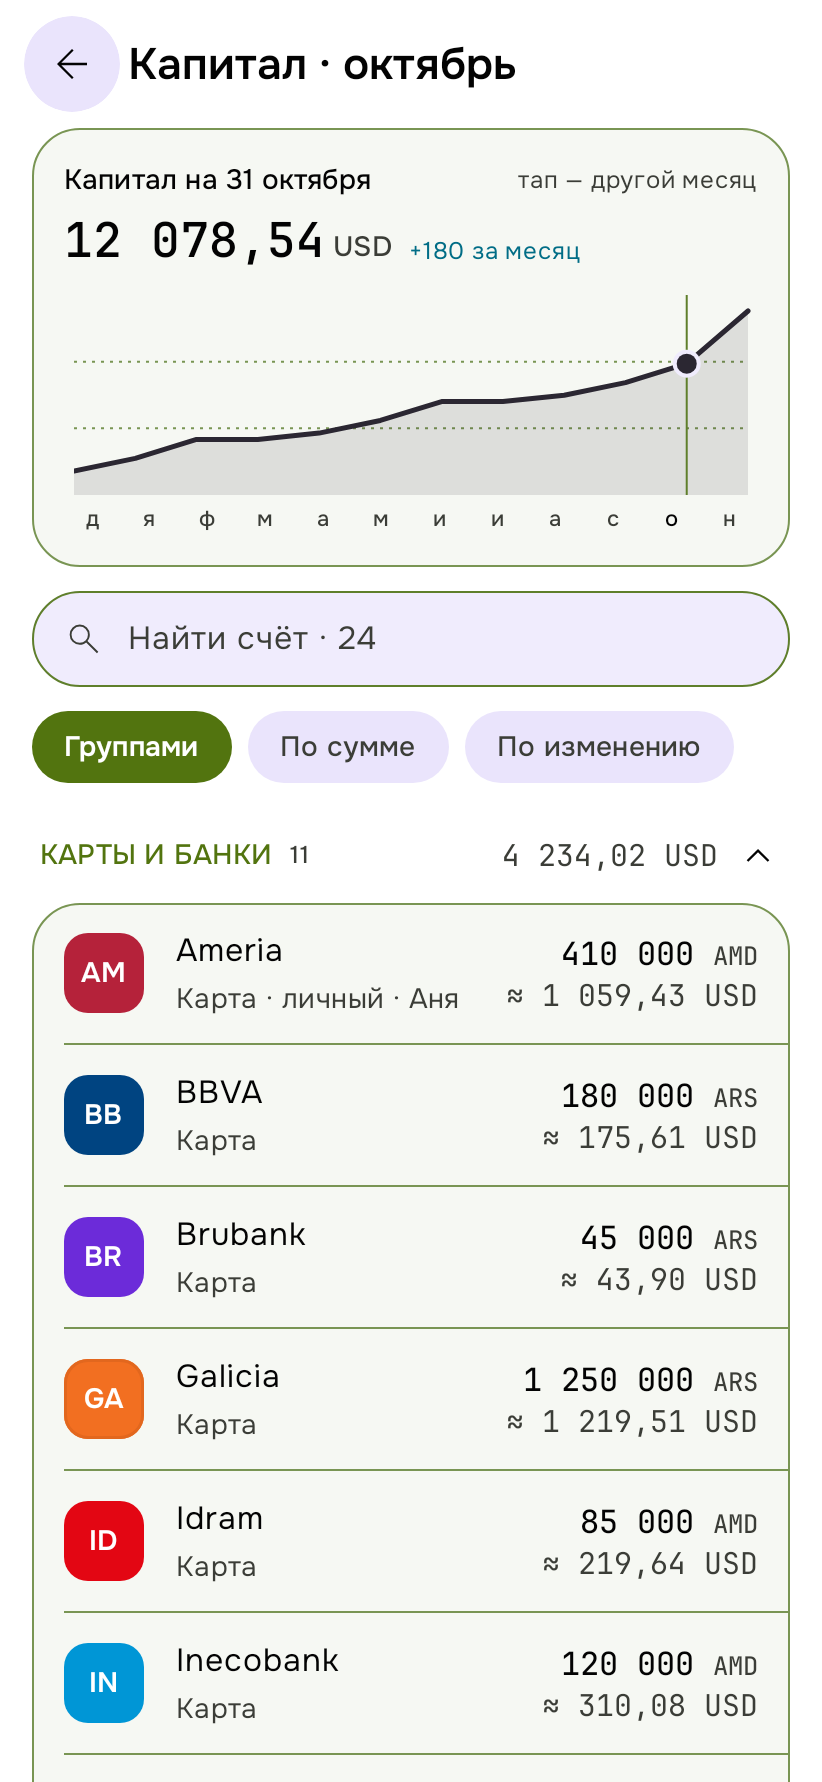 Капитал · октябрь
Капитал на 31 октября
тап — другой месяц
12 078,54 USD +180 за месяц
д я ф м а м и и а с о н
Найти счёт · 24
Группами По сумме По изменению
КАРТЫ И БАНКИ 11 4 234,02 USD
AM Ameria 410 000 AMD
Карта · личный · Аня ≈ 1 059,43 USD
BB BBVA 180 000 ARS
Карта ≈ 175,61 USD
BR Brubank 45 000 ARS
Карта ≈ 43,90 USD
GA Galicia 1 250 000 ARS
Карта ≈ 1 219,51 USD
ID Idram 85 000 AMD
Карта ≈ 219,64 USD
IN Inecobank 120 000 AMD
Карта ≈ 310,08 USD